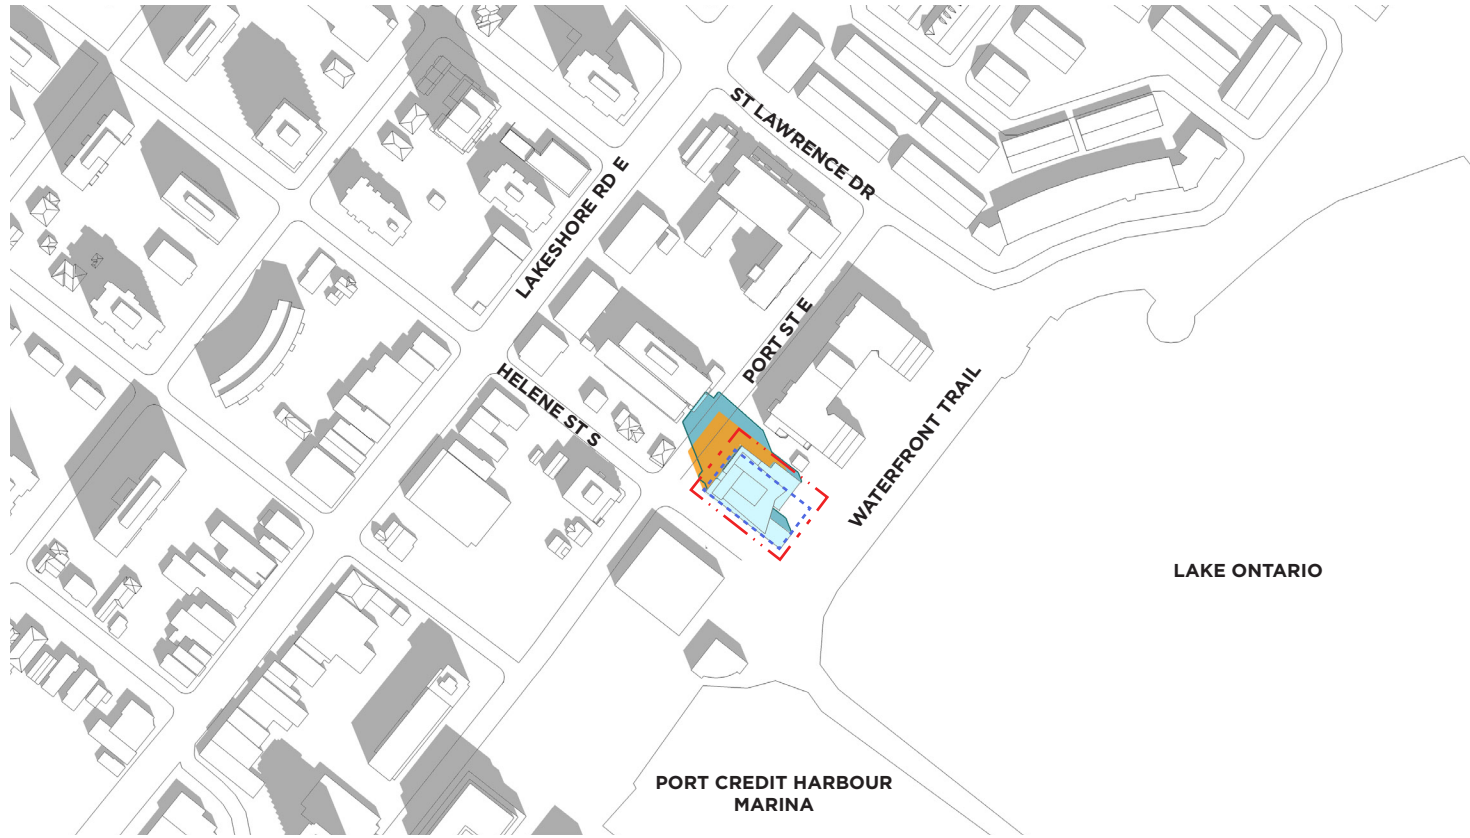 ST LAWRENCE DR
LAKESHORE RD E
PORT ST E
HELENE ST S
WATERFRONT TRAIL
LAKE ONTARIO
PORT CREDIT HARBOUR
MARINA